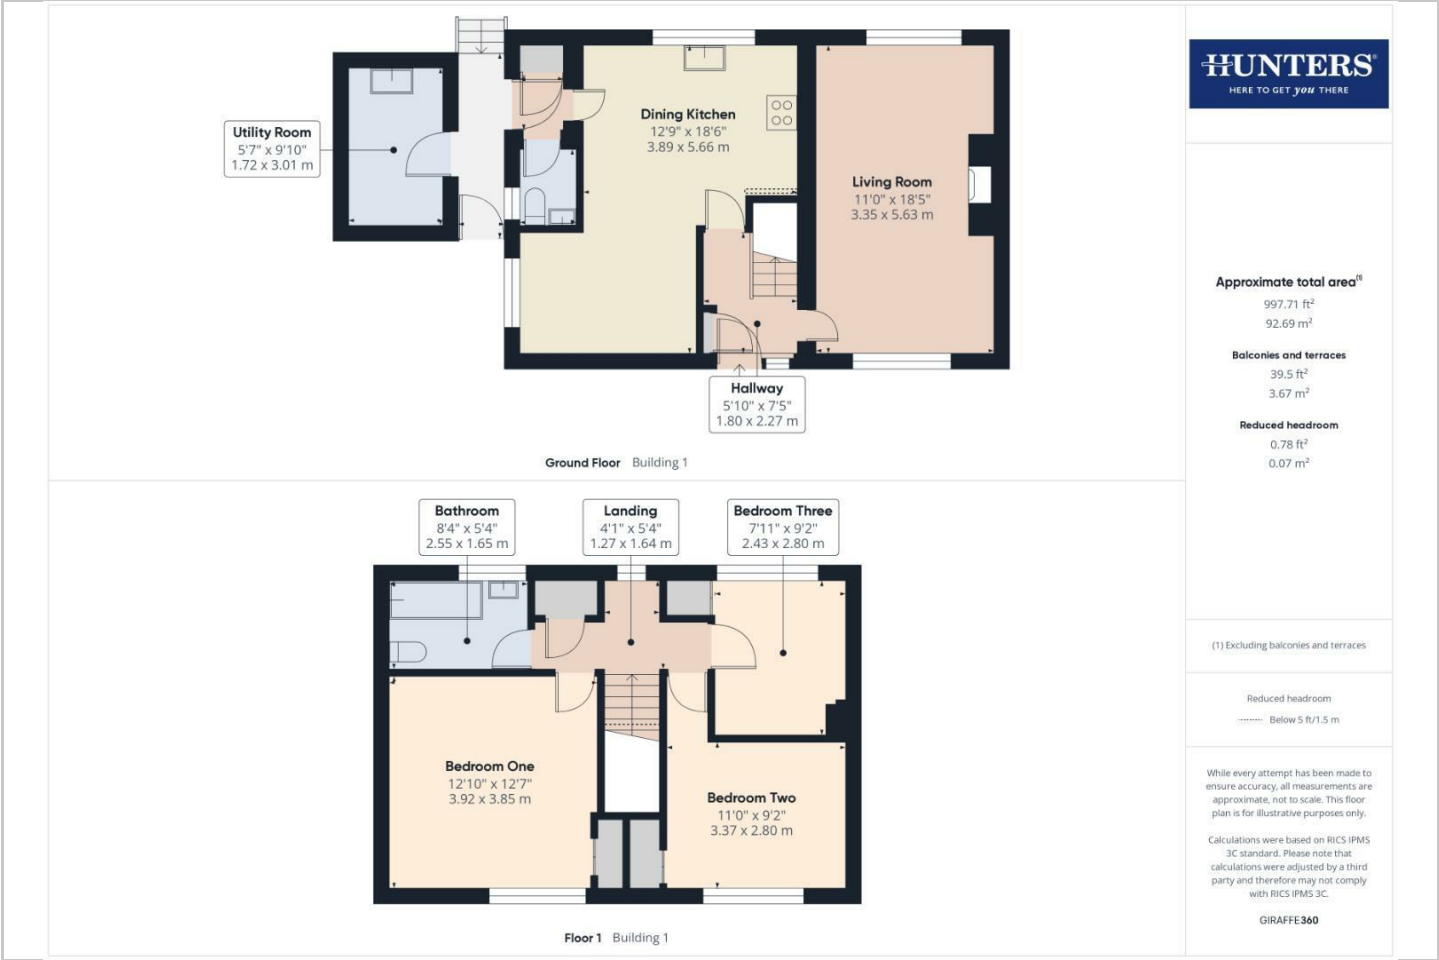 Utility Room
5'7" x 9'10"
1.72 x 3.01 m
Dining Kitchen
12'9" x 18'6"
3.89 x 5.66 m
Living Room
11'0" x 18'5"
3.35 x 5.63 m
Hallway
5'10" x 7'5"
1.80 x 2.27 m
Ground Floor Building 1
Bathroom
8'4" x 5'4"
2.55 x 1.65 m
Landing
4'1" x 5'4"
1.27 x 1.64 m
Bedroom Three
7'11" x 9'2"
2.43 x 2.80 m
Bedroom One
12'10" x 12'7"
3.92 x 3.85 m
Bedroom Two
11'0" x 9'2"
3.37 x 2.80 m
Floor 1 Building 1
HUNTERS®
HERE TO GET you THERE
Approximate total area(1)
997.71 ft²
92.69 m²
Balconies and terraces
39.5 ft²
3.67 m²
Reduced headroom
0.78 ft²
0.07 m²
(1) Excluding balconies and terraces
Reduced headroom
Below 5 ft/1.5 m
While every attempt has been made to
ensure accuracy, all measurements are
approximate, not to scale. This floor
plan is for illustrative purposes only.
Calculations were based on RICS IPMS
3C standard. Please note that
calculations were adjusted by a third
party and therefore may not comply
with RICS IPMS 3C.
GIRAFFE360